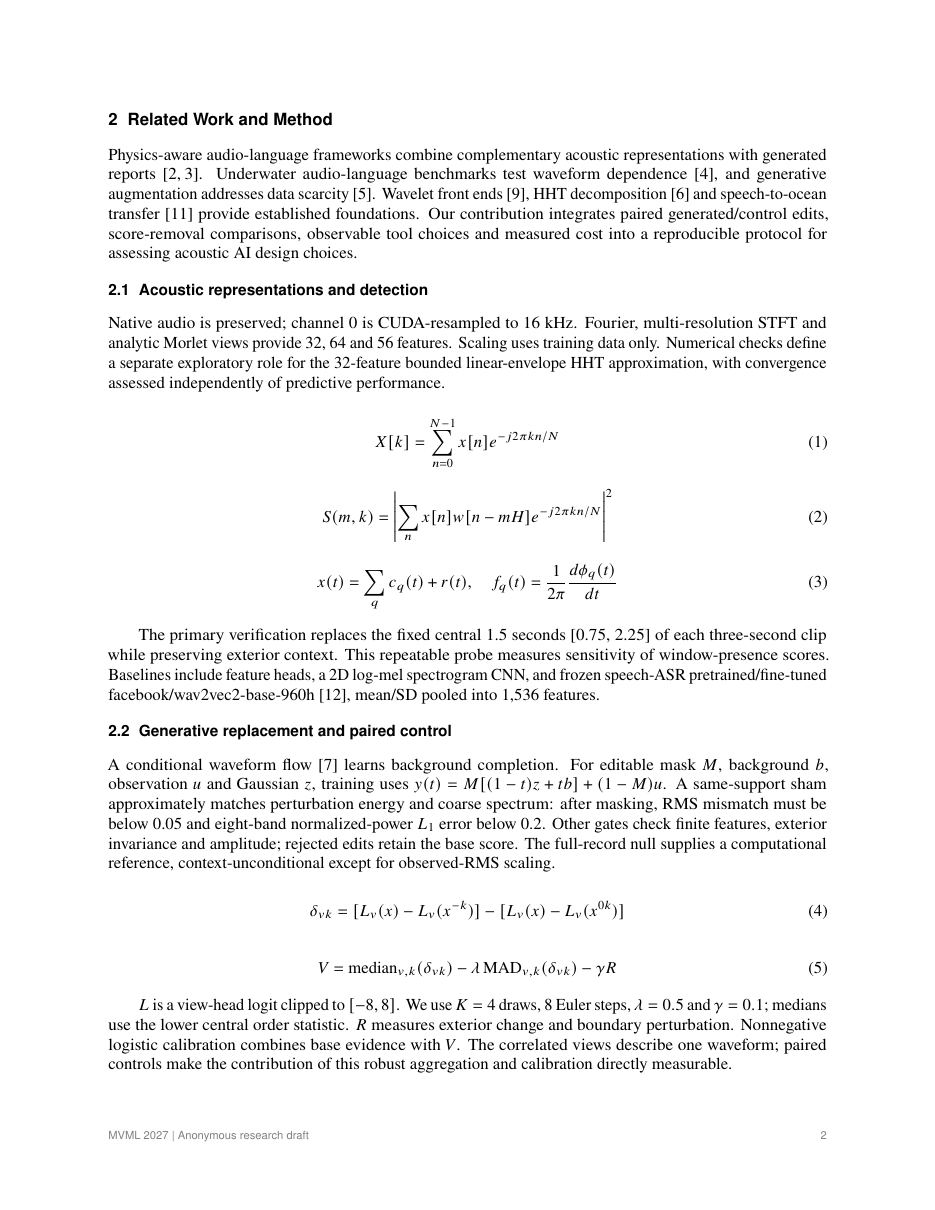 2 Related Work and Method
Physics-aware audio-language frameworks combine complementary acoustic representations with generated
reports [2, 3]. Underwater audio-language benchmarks test waveform dependence [4], and generative
augmentation addresses data scarcity [5]. Wavelet front ends [9], HHT decomposition [6] and speech-to-ocean
transfer [11] provide established foundations. Our contribution integrates paired generated/control edits,
score-removal comparisons, observable tool choices and measured cost into a reproducible protocol for
assessing acoustic AI design choices.
2.1 Acoustic representations and detection
Native audio is preserved; channel 0 is CUDA-resampled to 16 kHz. Fourier, multi-resolution STFT and
analytic Morlet views provide 32, 64 and 56 features. Scaling uses training data only. Numerical checks define
a separate exploratory role for the 32-feature bounded linear-envelope HHT approximation, with convergence
assessed independently of predictive performance.
X[k] = ∑_{n=0}^{N−1} x[n]e^{−j2πkn/N} (1)
S(m, k) = |∑_n x[n]w[n − mH]e^{−j2πkn/N}|^2 (2)
x(t) = ∑_q c_q(t) + r(t), f_q(t) = \frac{1}{2π} \frac{dϕ_q(t)}{dt} (3)
The primary verification replaces the fixed central 1.5 seconds [0.75, 2.25] of each three-second clip
while preserving exterior context. This repeatable probe measures sensitivity of window-presence scores.
Baselines include feature heads, a 2D log-mel spectrogram CNN, and frozen speech-ASR pretrained/fine-tuned
facebook/wav2vec2-base-960h [12], mean/SD pooled into 1,536 features.
2.2 Generative replacement and paired control
A conditional waveform flow [7] learns background completion. For editable mask M, background b,
observation u and Gaussian z, training uses y(t) = M[(1 − t)z + tb] + (1 − M)u. A same-support sham
approximately matches perturbation energy and coarse spectrum: after masking, RMS mismatch must be
below 0.05 and eight-band normalized-power L_1 error below 0.2. Other gates check finite features, exterior
invariance and amplitude; rejected edits retain the base score. The full-record null supplies a computational
reference, context-unconditional except for observed-RMS scaling.
δ_{vk} = [L_v(x) − L_v(x^{−k})] − [L_v(x) − L_v(x^{0k})] (4)
V = median_{v,k}(δ_{vk}) − λ MAD_{v,k}(δ_{vk}) − γR (5)
L is a view-head logit clipped to [−8, 8]. We use K = 4 draws, 8 Euler steps, λ = 0.5 and γ = 0.1; medians
use the lower central order statistic. R measures exterior change and boundary perturbation. Nonnegative
logistic calibration combines base evidence with V. The correlated views describe one waveform; paired
controls make the contribution of this robust aggregation and calibration directly measurable.
MVML 2027 | Anonymous research draft 2